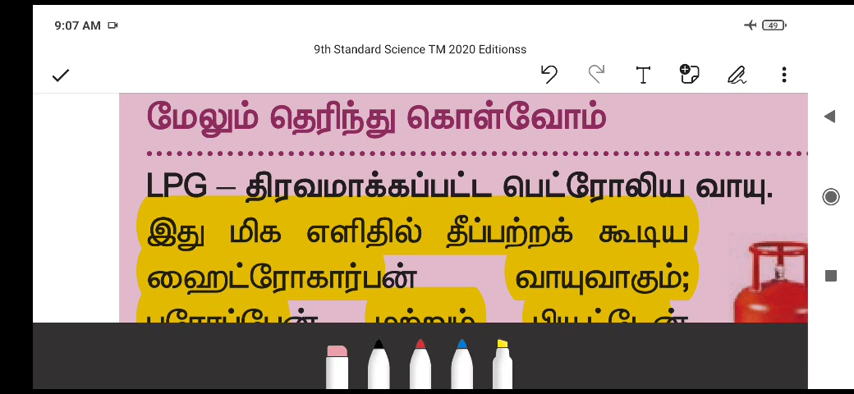 9:07 AM
49
9th Standard Science TM 2020 Editionss
மேலும் தெரிந்து கொள்வோம்
LPG – திரவமாக்கப்பட்ட பெட்ரோலிய வாயு.
இது மிக எளிதில் தீப்பற்றக் கூடிய
ஹைட்ரோகார்பன் வாயுவாகும்;
புரோப்பேன் மற்றும் பியூட்டேன்